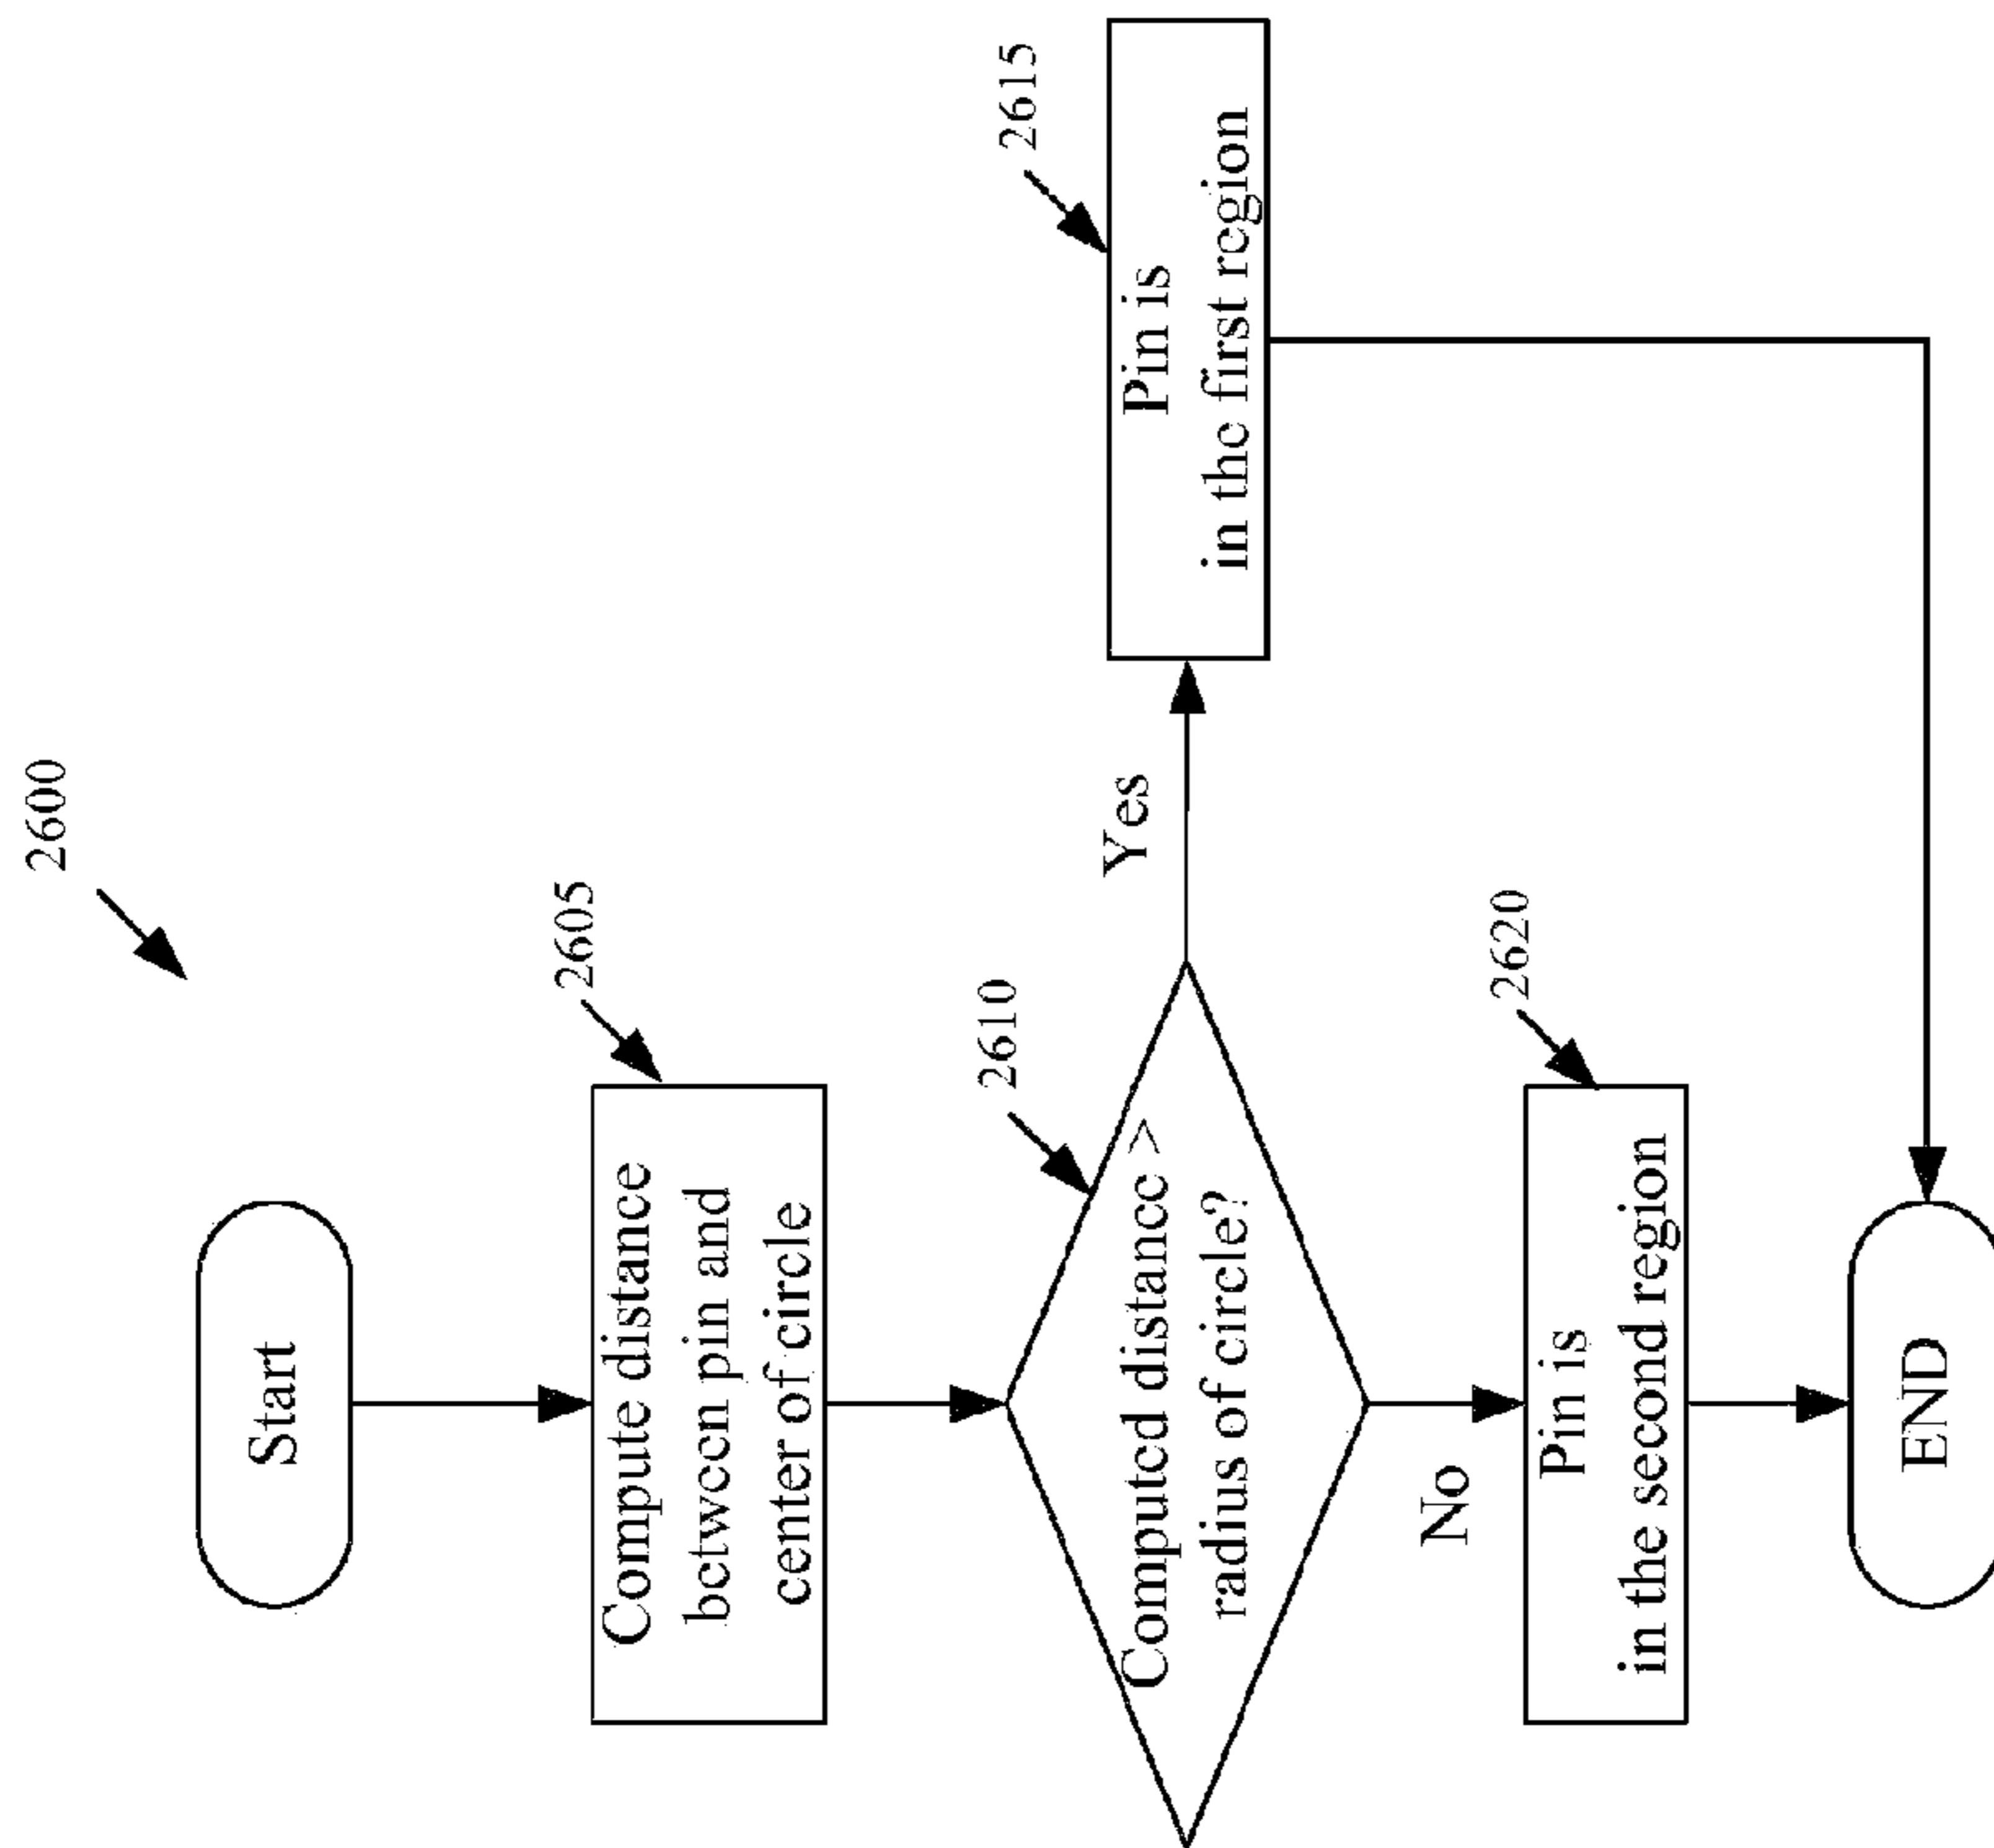 2600
Start
2605
Compute distance
between pin and
center of circle
2610
Computed distance >
radius of circle?
Yes
2615
Pin is
in the first region
No
2620
Pin is
in the second region
END